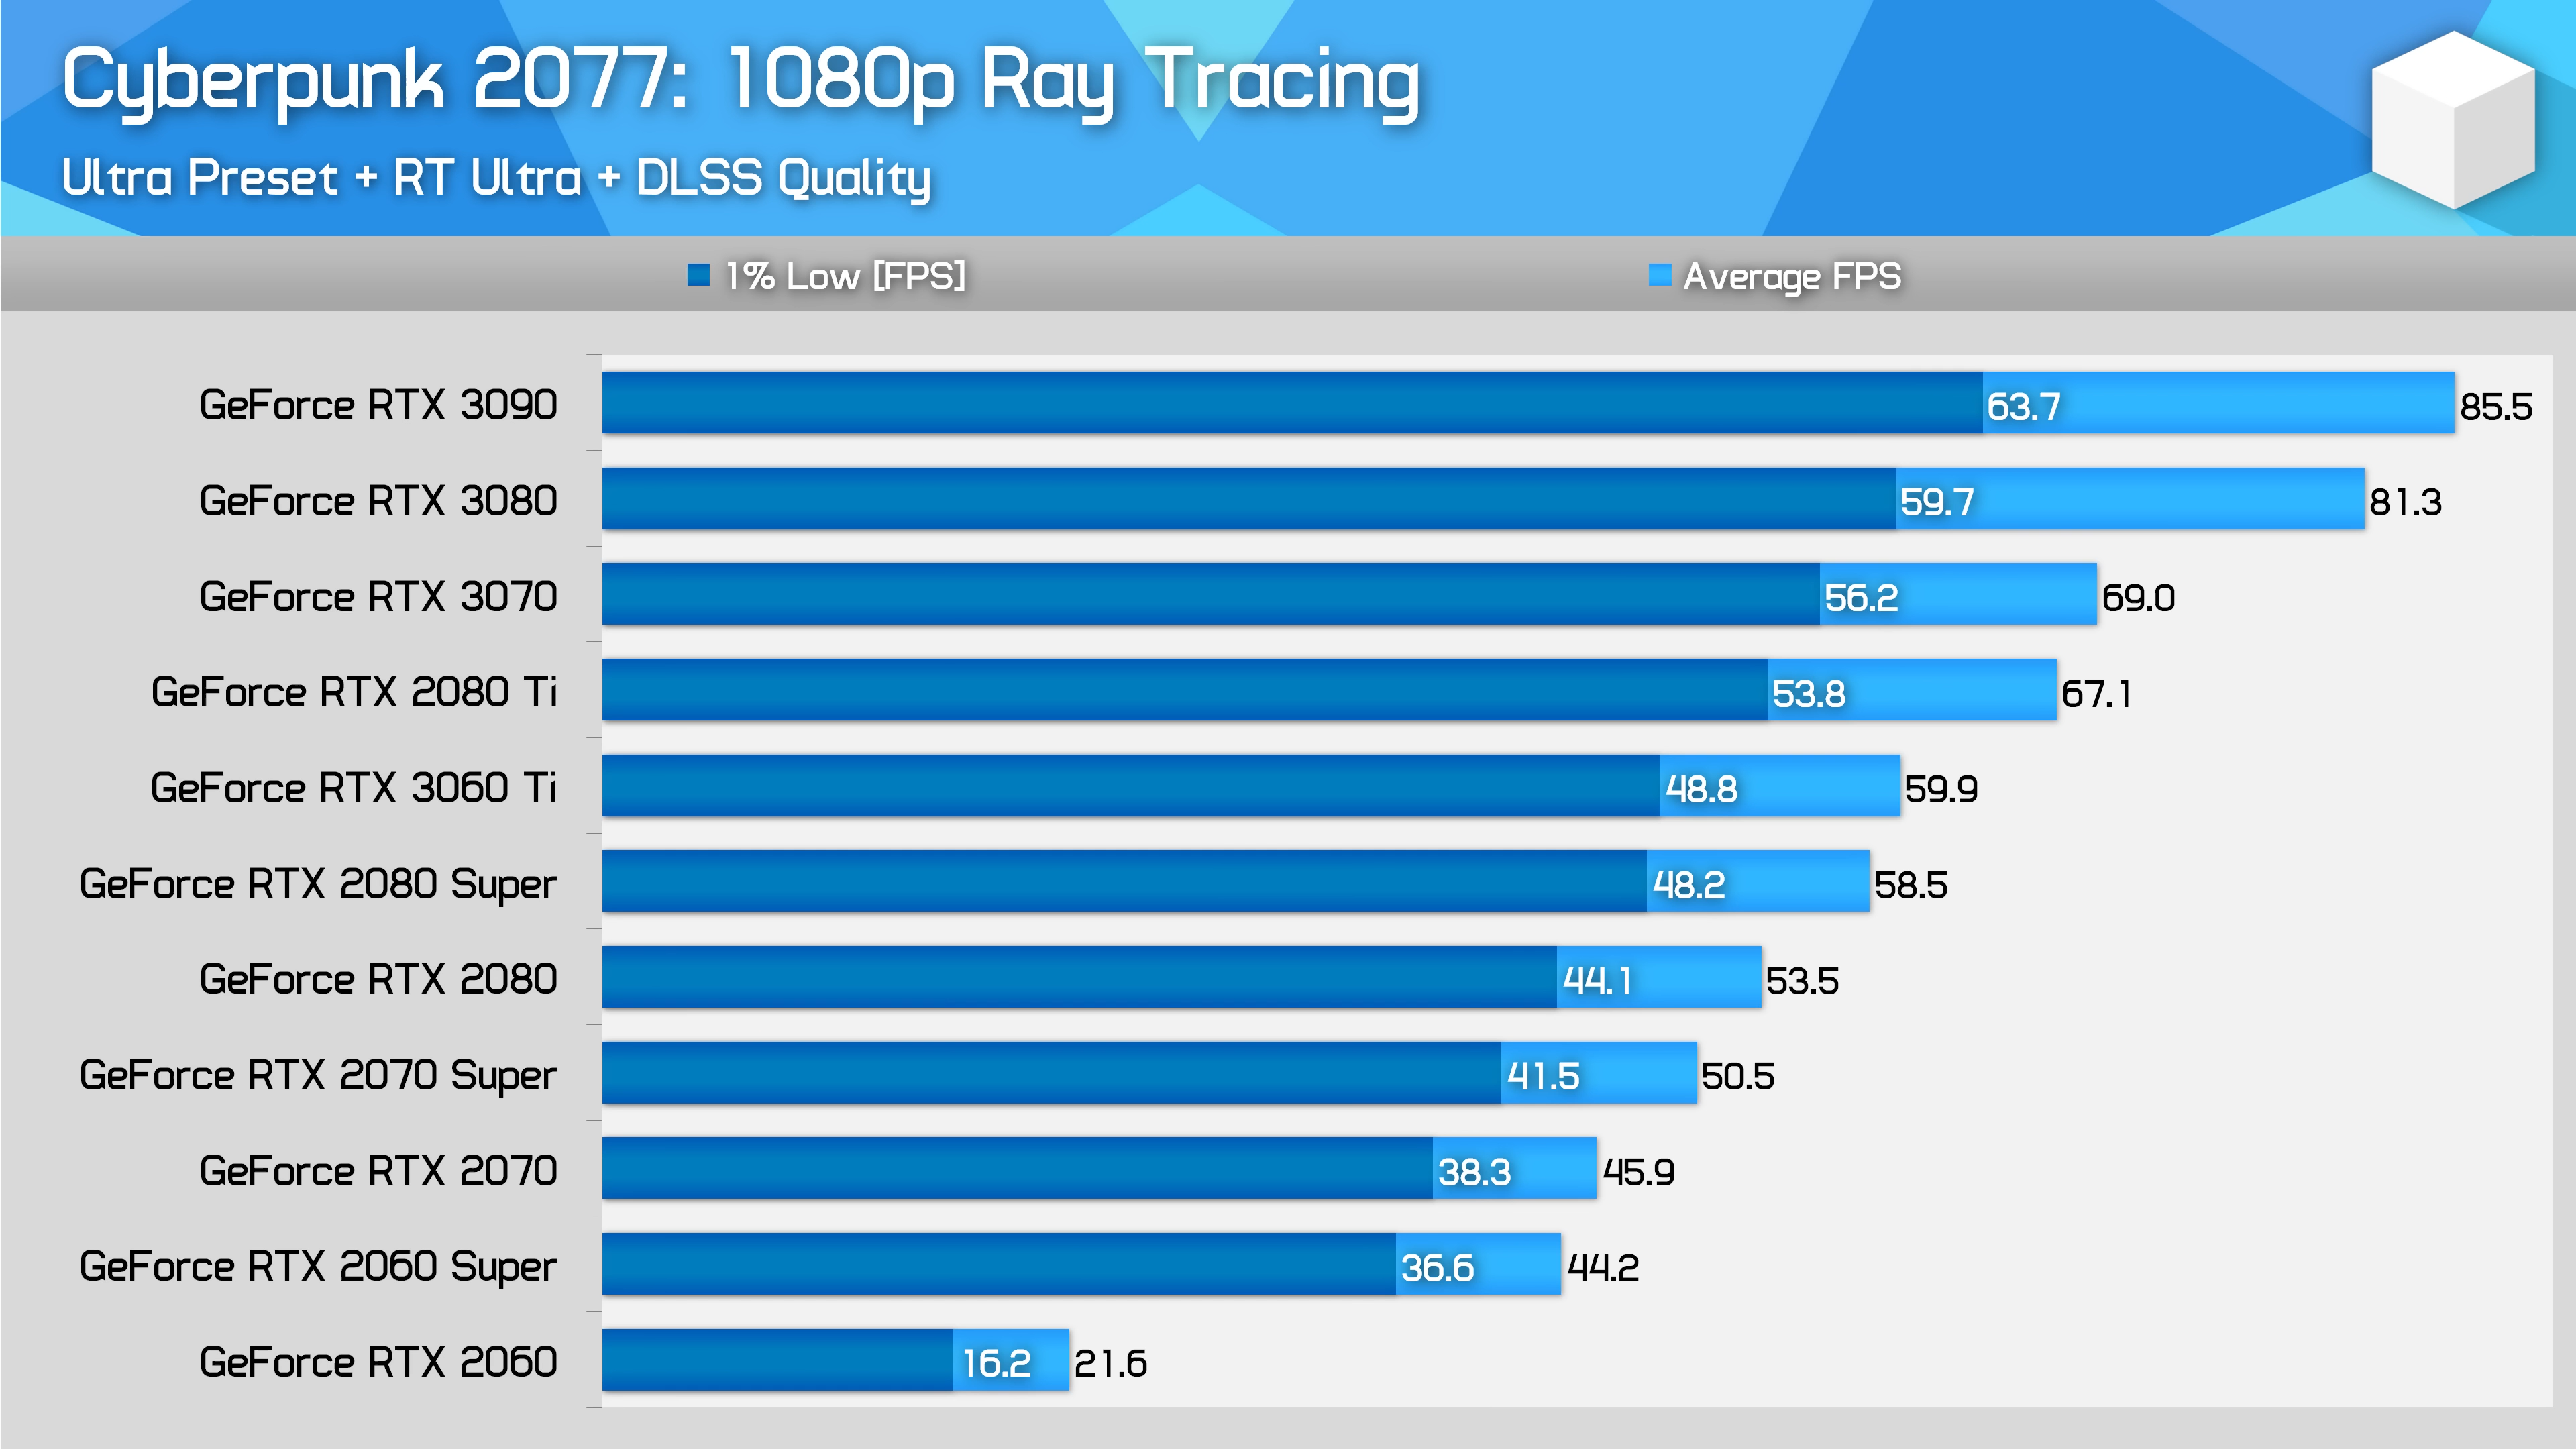 Cyberpunk 2077: 1080p Ray Tracing
Ultra Preset + RT Ultra + DLSS Quality
1% Low [FPS] Average FPS
GeForce RTX 3090 63.7 85.5
GeForce RTX 3080 59.7 81.3
GeForce RTX 3070 56.2 69.0
GeForce RTX 2080 Ti 53.8 67.1
GeForce RTX 3060 Ti 48.8 59.9
GeForce RTX 2080 Super 48.2 58.5
GeForce RTX 2080 44.1 53.5
GeForce RTX 2070 Super 41.5 50.5
GeForce RTX 2070 38.3 45.9
GeForce RTX 2060 Super 36.6 44.2
GeForce RTX 2060 16.2 21.6